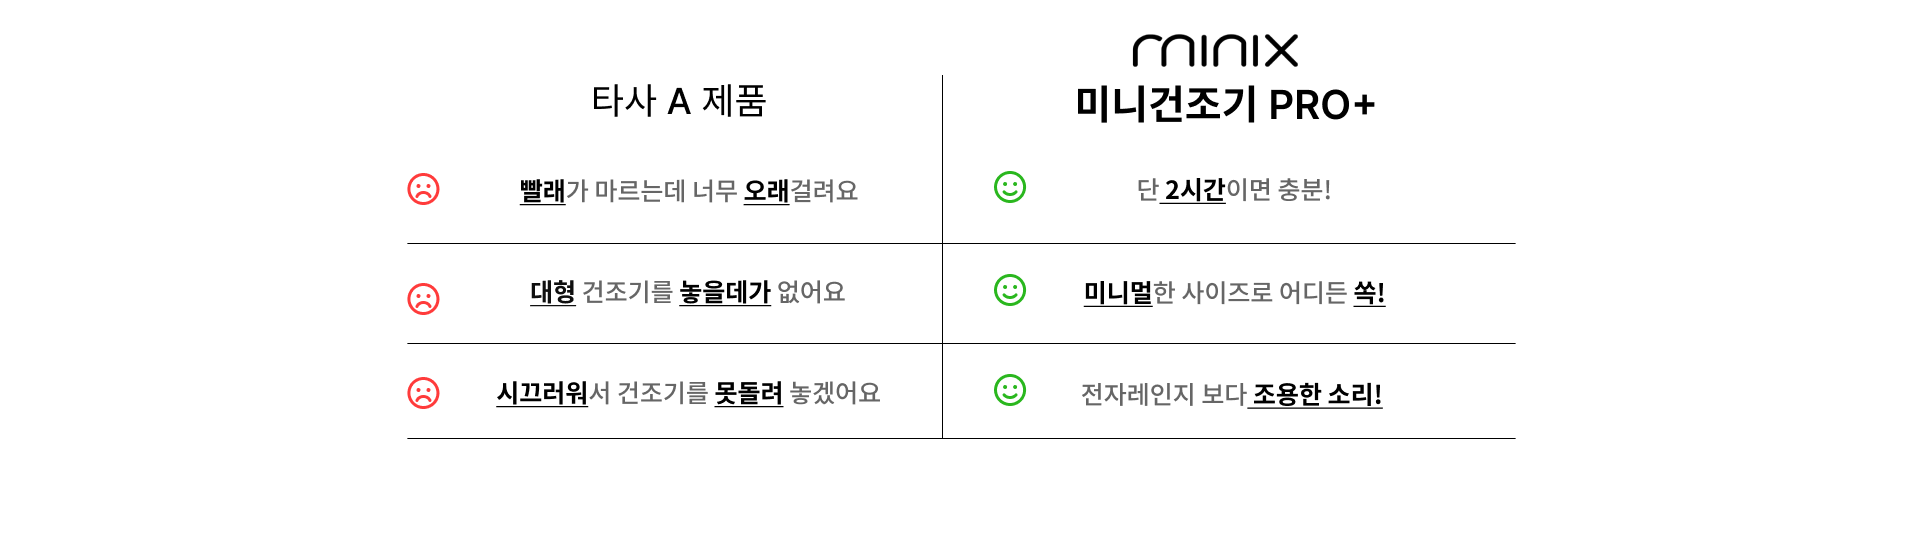 minix
타사 A 제품
미니건조기 PRO+
빨래가 마르는데 너무 오래걸려요
단 2시간이면 충분!
대형 건조기를 놓을데가 없어요
미니멀한 사이즈로 어디든 쏙!
시끄러워서 건조기를 못돌려 놓겠어요
전자레인지 보다 조용한 소리!